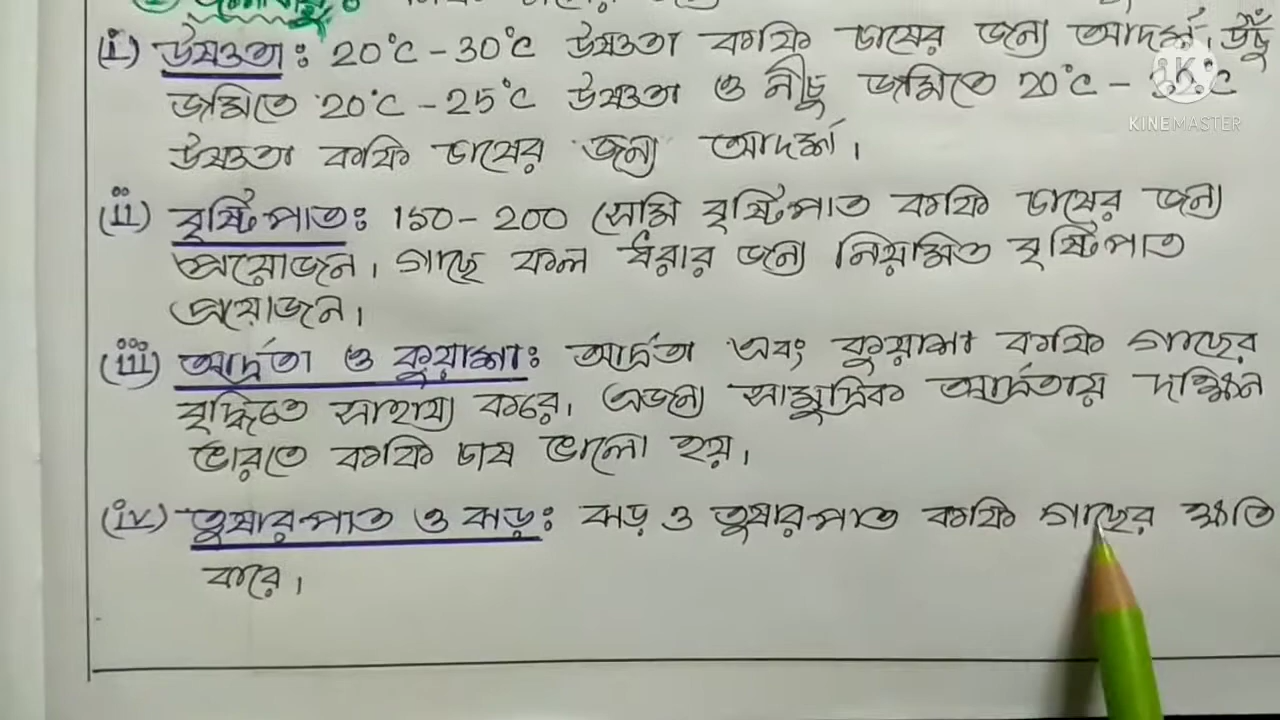 (i) উষ্ণতা : 20°C - 30°C উষ্ণতা কফি চাষের জন্য আদর্শ। উঁচু
জমিতে 20°C - 25°C উষ্ণতা ও নীচু জমিতে 20°C -
KINEMASTER
উষ্ণতা কফি চাষের জন্য আদর্শ।
(ii) বৃষ্টিপাত : 150 - 200 সেমি বৃষ্টিপাত কফি চাষের জন্য
প্রয়োজন। গাছে ফল ধরার জন্য নিয়মিত বৃষ্টিপাত
প্রয়োজন।
(iii) আর্দ্রতা ও কুয়াশা : আর্দ্রতা এবং কুয়াশা কফি গাছের
বৃদ্ধিতে সাহায্য করে। এজন্য সামুদ্রিক আর্দ্রতায় দক্ষিন
ভারতে কফি চাষ ভালো হয়।
(iv) তুষারপাত ও ঝড় : ঝড় ও তুষারপাত কফি গাছের ক্ষতি
করে।